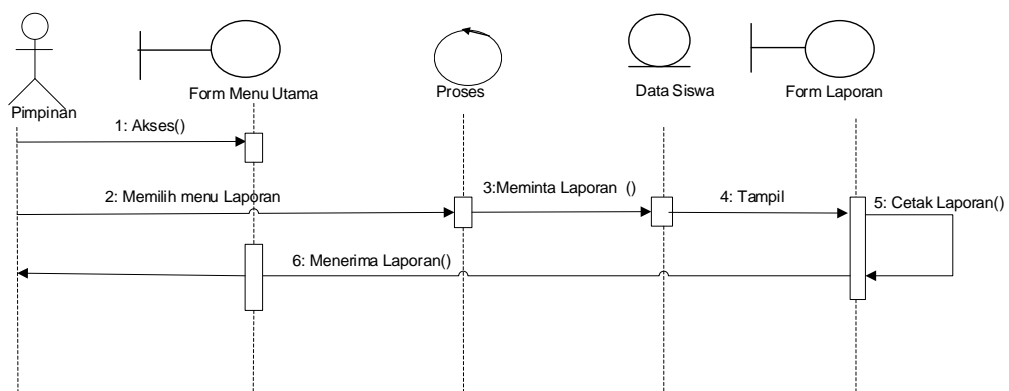 Pimpinan
Form Menu Utama
Proses
Data Siswa
Form Laporan
1: Akses()
2: Memilih menu Laporan
3:Meminta Laporan ()
4: Tampil
5: Cetak Laporan()
6: Menerima Laporan()